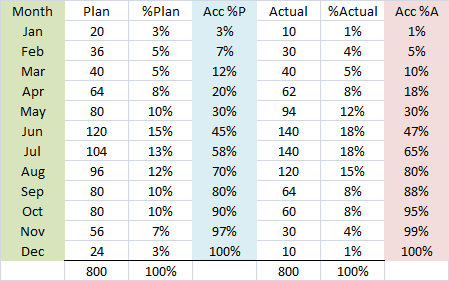 Month Plan %Plan Acc %P Actual %Actual Acc %A
Jan 20 3% 3% 10 1% 1%
Feb 36 5% 7% 30 4% 5%
Mar 40 5% 12% 40 5% 10%
Apr 64 8% 20% 62 8% 18%
May 80 10% 30% 94 12% 30%
Jun 120 15% 45% 140 18% 47%
Jul 104 13% 58% 140 18% 65%
Aug 96 12% 70% 120 15% 80%
Sep 80 10% 80% 64 8% 88%
Oct 80 10% 90% 60 8% 95%
Nov 56 7% 97% 30 4% 99%
Dec 24 3% 100% 10 1% 100%
800 100% 800 100%